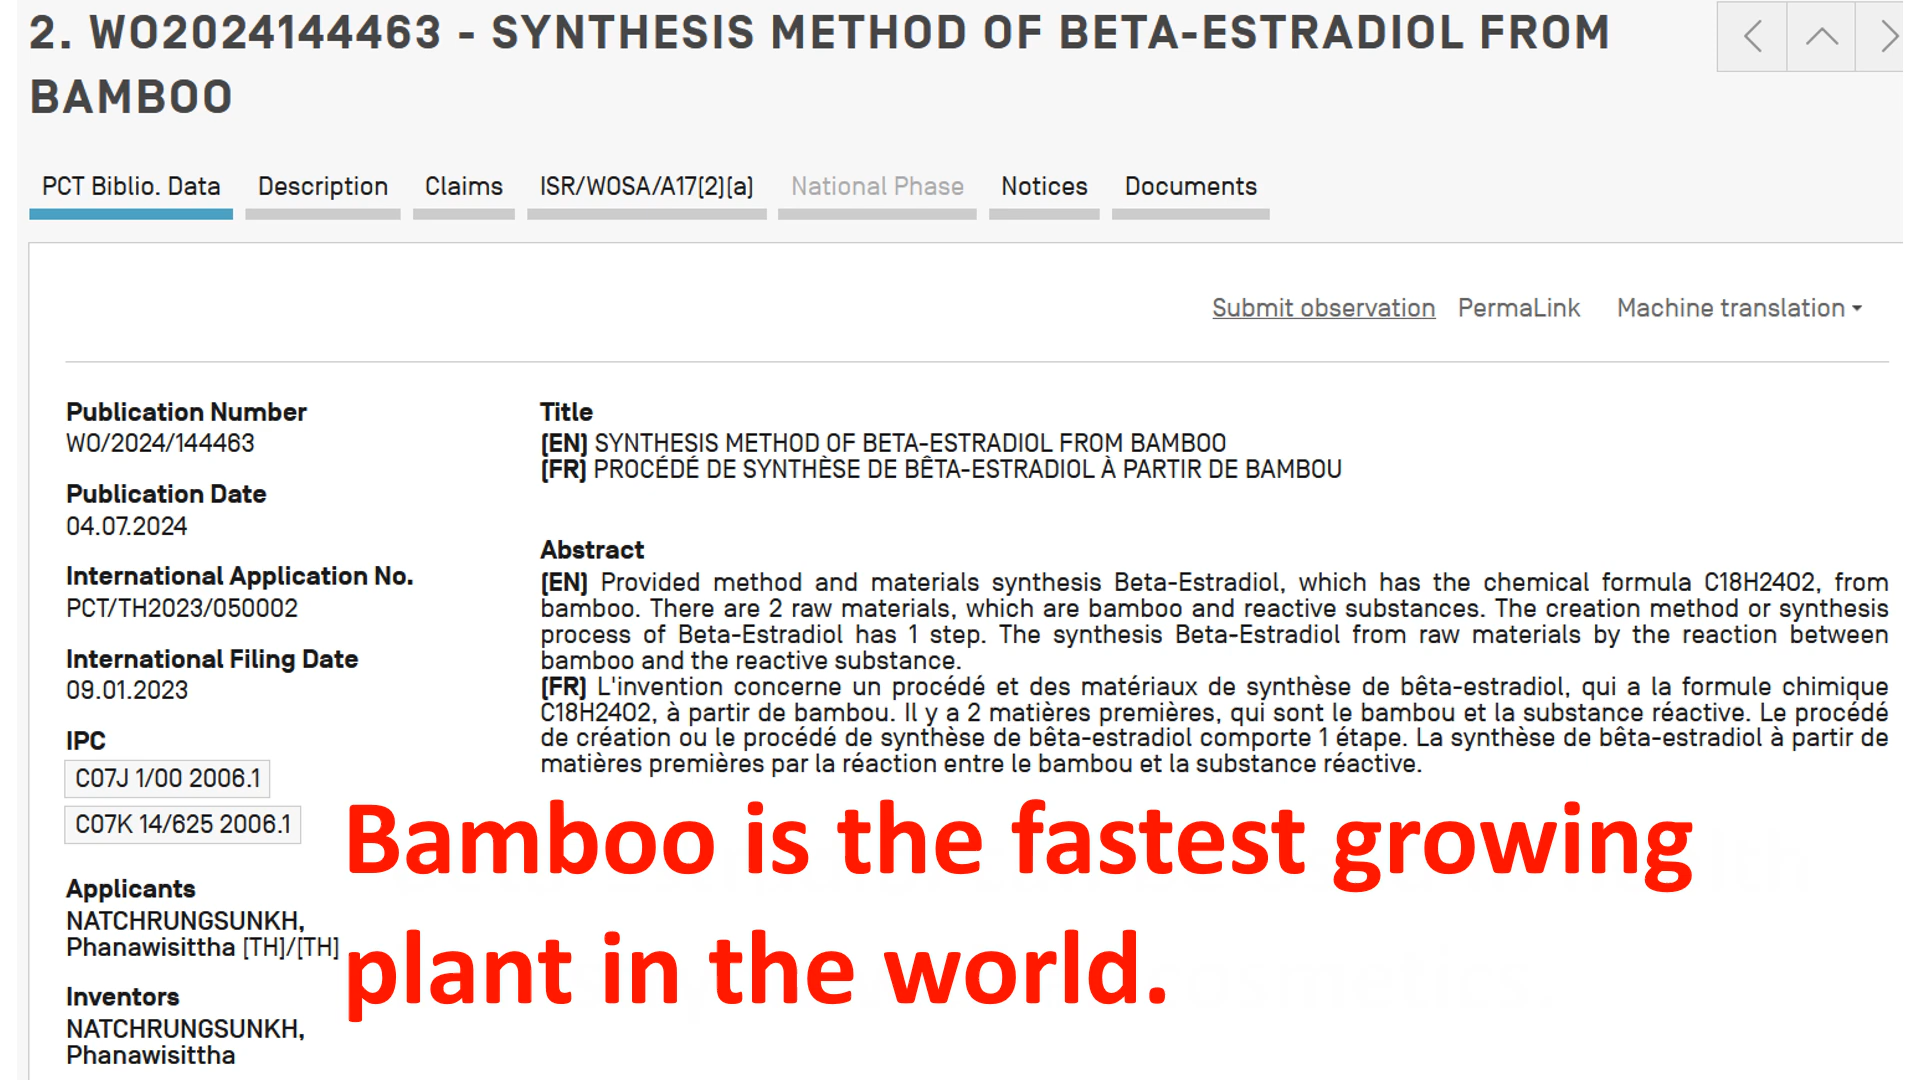 2. WO2024144463 - SYNTHESIS METHOD OF BETA-ESTRADIOL FROM
BAMBOO
PCT Biblio. Data Description Claims ISR/WOSA/A17(2)(a) National Phase Notices Documents
Submit observation PermaLink Machine translation
Publication Number
WO/2024/144463
Publication Date
04.07.2024
International Application No.
PCT/TH2023/050002
International Filing Date
09.01.2023
IPC
C07J 1/00 2006.1
C07K 14/625 2006.1
Applicants
NATCHRUNGSUNKH,
Phanawisittha [TH]/[TH]
Inventors
NATCHRUNGSUNKH,
Phanawisittha
Title
(EN) SYNTHESIS METHOD OF BETA-ESTRADIOL FROM BAMBOO
(FR) PROCÉDÉ DE SYNTHÈSE DE BÊTA-ESTRADIOL À PARTIR DE BAMBOU
Abstract
(EN) Provided method and materials synthesis Beta-Estradiol, which has the chemical formula C18H24O2, from
bamboo. There are 2 raw materials, which are bamboo and reactive substances. The creation method or synthesis
process of Beta-Estradiol has 1 step. The synthesis Beta-Estradiol from raw materials by the reaction between
bamboo and the reactive substance.
(FR) L'invention concerne un procédé et des matériaux de synthèse de bêta-estradiol, qui a la formule chimique
C18H24O2, à partir de bambou. Il y a 2 matières premières, qui sont le bambou et la substance réactive. Le procédé
de création ou le procédé de synthèse de bêta-estradiol comporte 1 étape. La synthèse de bêta-estradiol à partir de
matières premières par la réaction entre le bambou et la substance réactive.
Bamboo is the fastest growing
plant in the world.